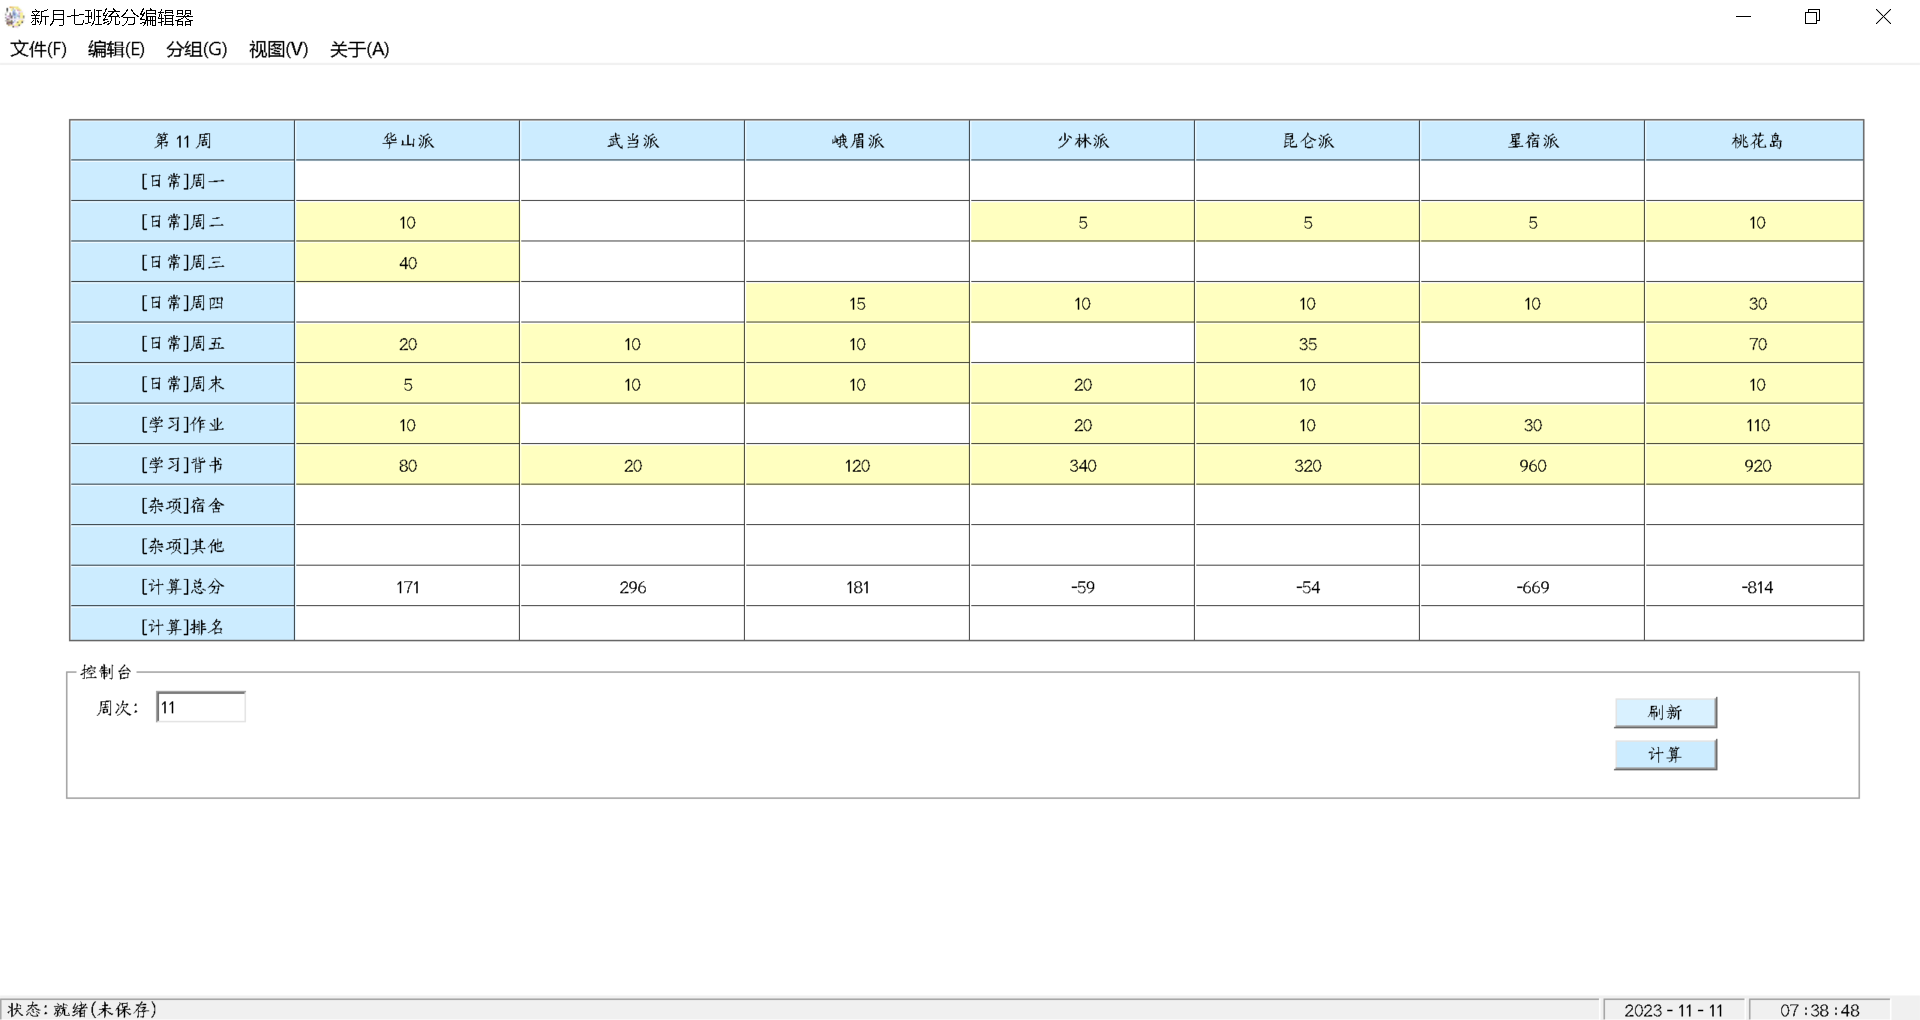 新月七班统分编辑器
文件(F) 编辑(E) 分组(G) 视图(V) 关于(A)
第 11 周 华山派 武当派 峨眉派 少林派 昆仑派 星宿派 桃花岛
[日常]周一
[日常]周二 10 5 5 5 10
[日常]周三 40
[日常]周四 15 10 10 10 30
[日常]周五 20 10 10 35 70
[日常]周末 5 10 10 20 10 10
[学习]作业 10 20 10 30 110
[学习]背书 80 20 120 340 320 960 920
[杂项]宿舍
[杂项]其他
[计算]总分 171 296 181 -59 -54 -669 -814
[计算]排名
控制台
周次: 11
刷新
计算
状态:就绪(未保存) 2023-11-11 07:38:48